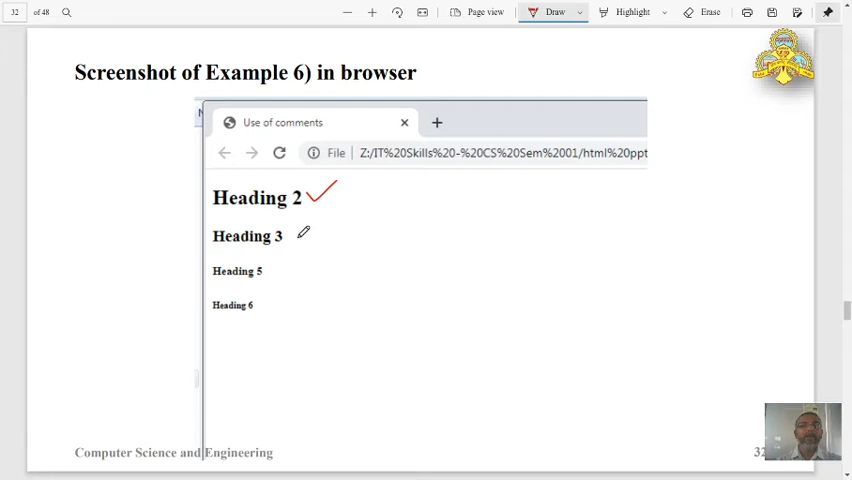 32 of 48 Page view Draw Highlight Erase
Screenshot of Example 6) in browser
Use of comments
File Z:/IT%20Skills%20-%20CS%20Sem%2001/html%20ppt
Heading 2
Heading 3
Heading 5
Heading 6
Computer Science and Engineering 32